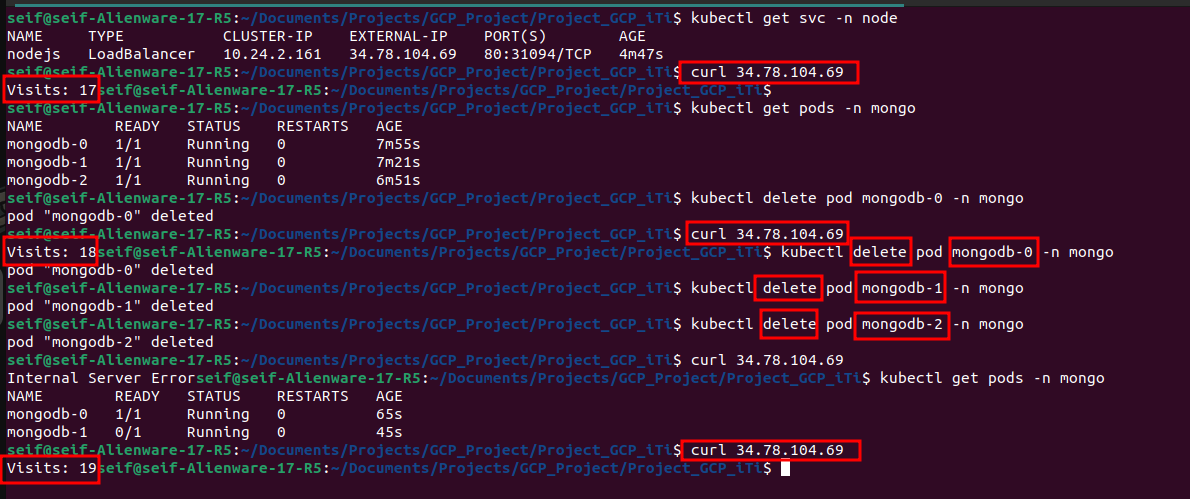 seif@seif-Alienware-17-R5:~/Documents/Projects/GCP_Project/Project_GCP_iTi$ kubectl get svc -n node
NAME TYPE CLUSTER-IP EXTERNAL-IP PORT(S) AGE
nodejs LoadBalancer 10.24.2.161 34.78.104.69 80:31094/TCP 4m47s
seif@seif-Alienware-17-R5:~/Documents/Projects/GCP_Project/Project_GCP_iTi$ curl 34.78.104.69
Visits: 17seif@seif-Alienware-17-R5:~/Documents/Projects/GCP_Project/Project_GCP_iTi$
seif@seif-Alienware-17-R5:~/Documents/Projects/GCP_Project/Project_GCP_iTi$ kubectl get pods -n mongo
NAME READY STATUS RESTARTS AGE
mongodb-0 1/1 Running 0 7m55s
mongodb-1 1/1 Running 0 7m21s
mongodb-2 1/1 Running 0 6m51s
seif@seif-Alienware-17-R5:~/Documents/Projects/GCP_Project/Project_GCP_iTi$ kubectl delete pod mongodb-0 -n mongo
pod "mongodb-0" deleted
seif@seif-Alienware-17-R5:~/Documents/Projects/GCP_Project/Project_GCP_iTi$ curl 34.78.104.69
Visits: 18seif@seif-Alienware-17-R5:~/Documents/Projects/GCP_Project/Project_GCP_iTi$ kubectl delete pod mongodb-0 -n mongo
pod "mongodb-0" deleted
seif@seif-Alienware-17-R5:~/Documents/Projects/GCP_Project/Project_GCP_iTi$ kubectl delete pod mongodb-1 -n mongo
pod "mongodb-1" deleted
seif@seif-Alienware-17-R5:~/Documents/Projects/GCP_Project/Project_GCP_iTi$ kubectl delete pod mongodb-2 -n mongo
pod "mongodb-2" deleted
seif@seif-Alienware-17-R5:~/Documents/Projects/GCP_Project/Project_GCP_iTi$ curl 34.78.104.69
Internal Server Errorseif@seif-Alienware-17-R5:~/Documents/Projects/GCP_Project/Project_GCP_iTi$ kubectl get pods -n mongo
NAME READY STATUS RESTARTS AGE
mongodb-0 1/1 Running 0 65s
mongodb-1 0/1 Running 0 45s
seif@seif-Alienware-17-R5:~/Documents/Projects/GCP_Project/Project_GCP_iTi$ curl 34.78.104.69
Visits: 19seif@seif-Alienware-17-R5:~/Documents/Projects/GCP_Project/Project_GCP_iTi$